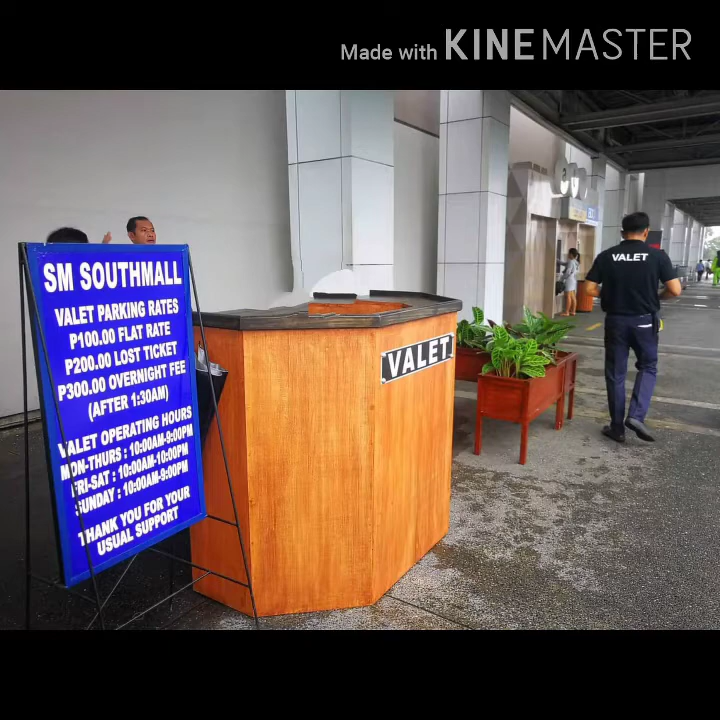 Made with KINEMASTER
SM SOUTHMALL
VALET PARKING RATES
P100.00 FLAT RATE
P200.00 LOST TICKET
P300.00 OVERNIGHT FEE
(AFTER 1:30AM)
VALET OPERATING HOURS
MON-THURS : 10:00AM-9:00PM
FRI-SAT : 10:00AM-10:00PM
SUNDAY : 10:00AM-9:00PM
THANK YOU FOR YOUR
USUAL SUPPORT
VALET
VALET